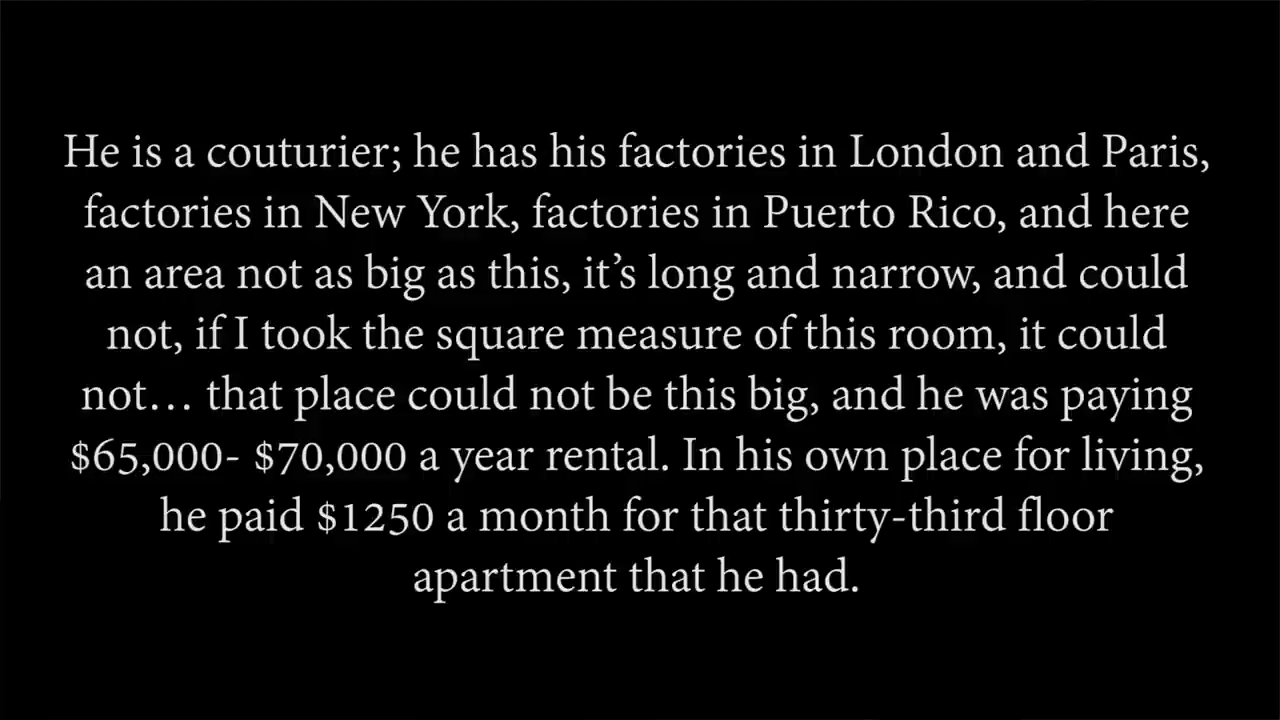 He is a couturier; he has his factories in London and Paris,
factories in New York, factories in Puerto Rico, and here
an area not as big as this, it’s long and narrow, and could
not, if I took the square measure of this room, it could
not… that place could not be this big, and he was paying
$65,000- $70,000 a year rental. In his own place for living,
he paid $1250 a month for that thirty-third floor
apartment that he had.